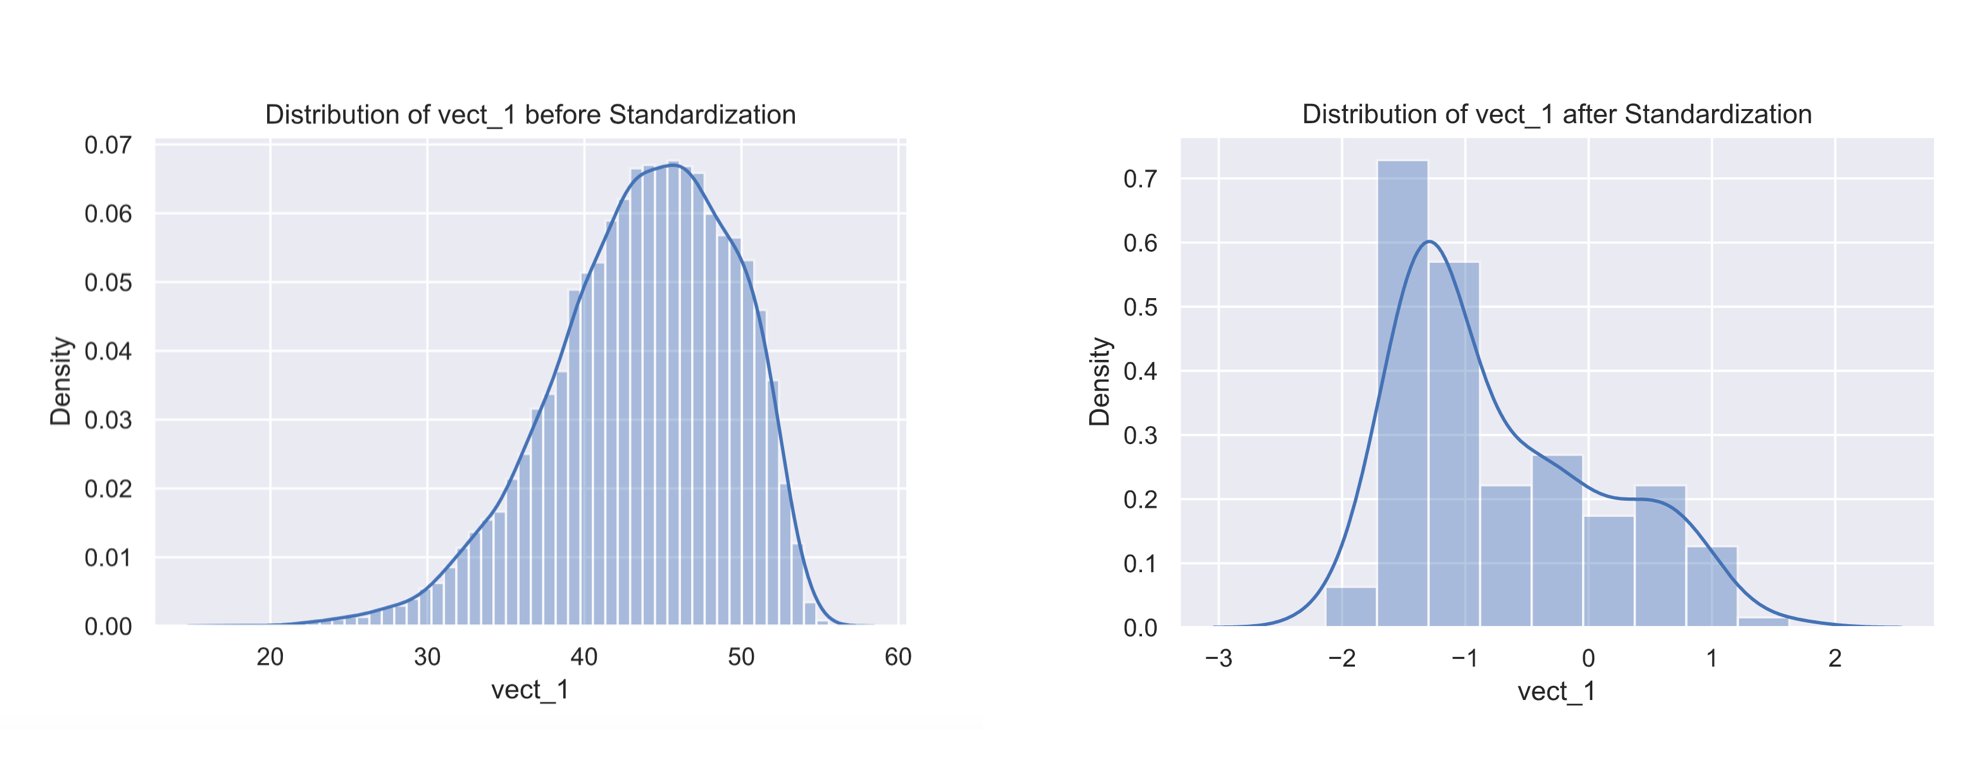 Distribution of vect_1 before Standardization
0.07
0.06
0.05
0.04
0.03
0.02
0.01
0.00
Density
20 30 40 50 60
vect_1
Distribution of vect_1 after Standardization
0.7
0.6
0.5
0.4
0.3
0.2
0.1
0.0
Density
−3 −2 −1 0 1 2
vect_1